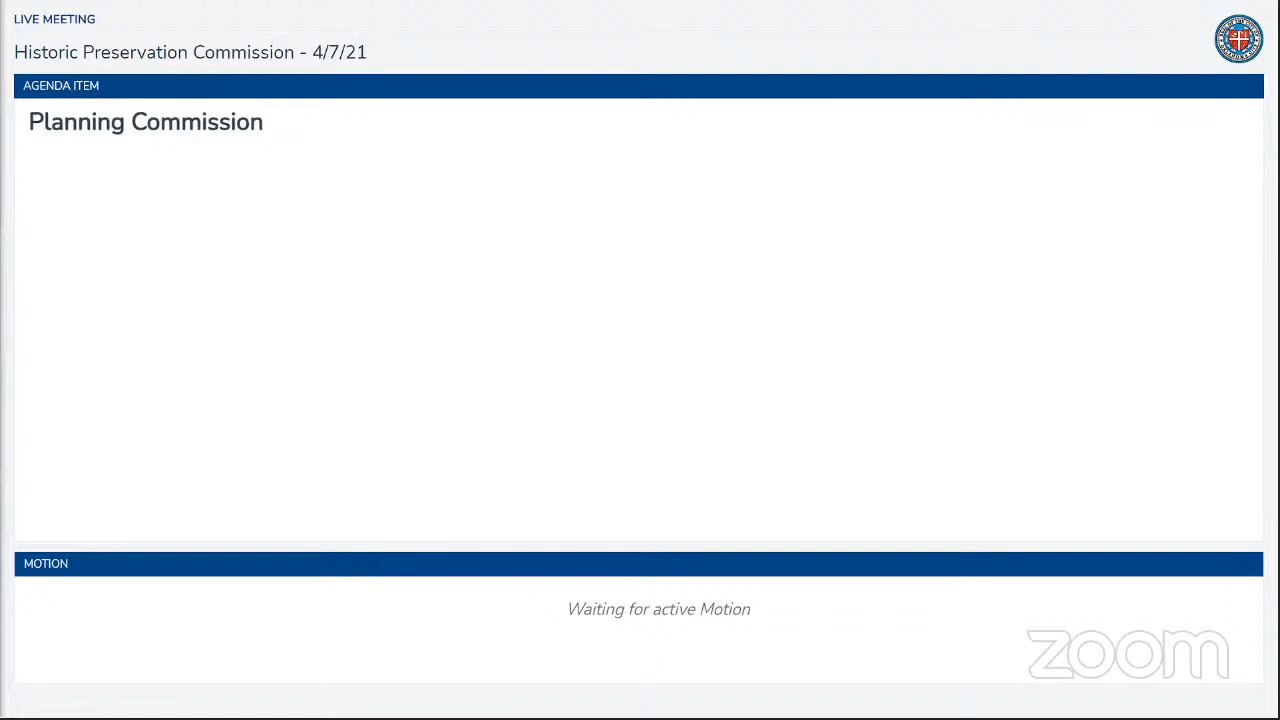 LIVE MEETING
Historic Preservation Commission - 4/7/21
AGENDA ITEM
Planning Commission
MOTION
Waiting for active Motion
zoom